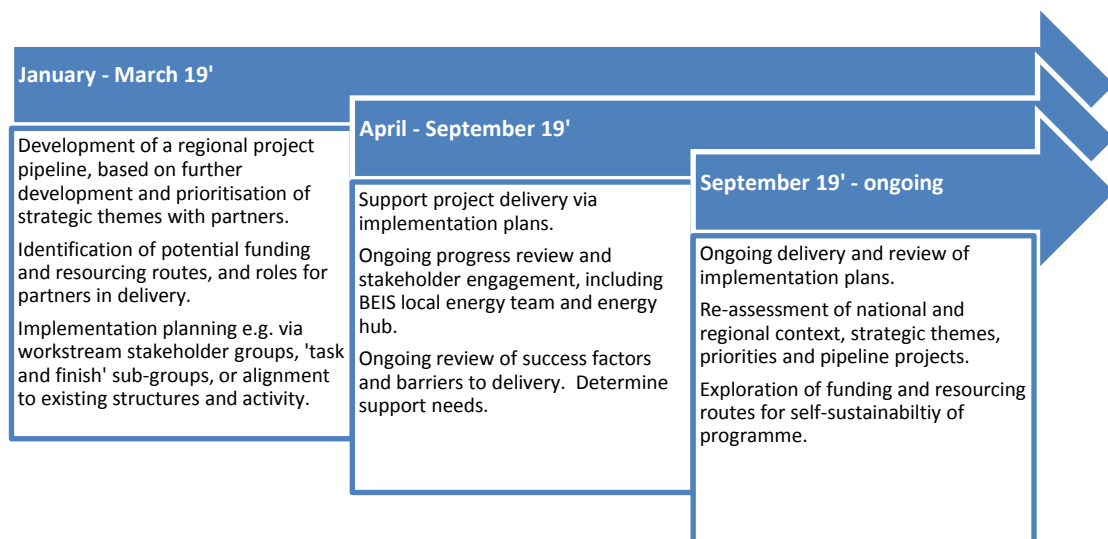 January - March 19'
Development of a regional project
pipeline, based on further
development and prioritisation of
strategic themes with partners.
Identification of potential funding
and resourcing routes, and roles for
partners in delivery.
Implementation planning e.g. via
workstream stakeholder groups, 'task
and finish' sub-groups, or alignment
to existing structures and activity.
April - September 19'
Support project delivery via
implementation plans.
Ongoing progress review and
stakeholder engagement, including
BEIS local energy team and energy
hub.
Ongoing review of success factors
and barriers to delivery.  Determine
support needs.
September 19' - ongoing
Ongoing delivery and review of
implementation plans.
Re-assessment of national and
regional context, strategic themes,
priorities and pipeline projects.
Exploration of funding and resourcing
routes for self-sustainabiltiy of
programme.